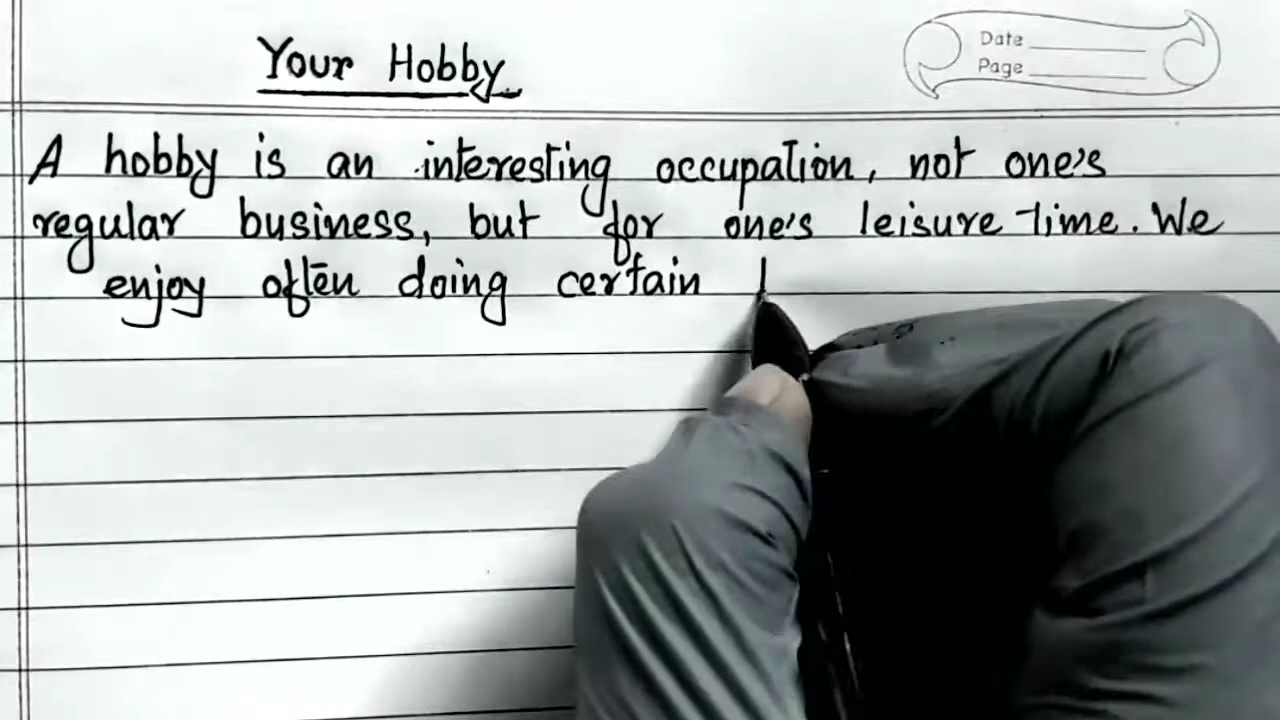 Your Hobby
Date
Page
A hobby is an interesting occupation, not one's
regular business, but for one's leisure time. We
enjoy often doing certain